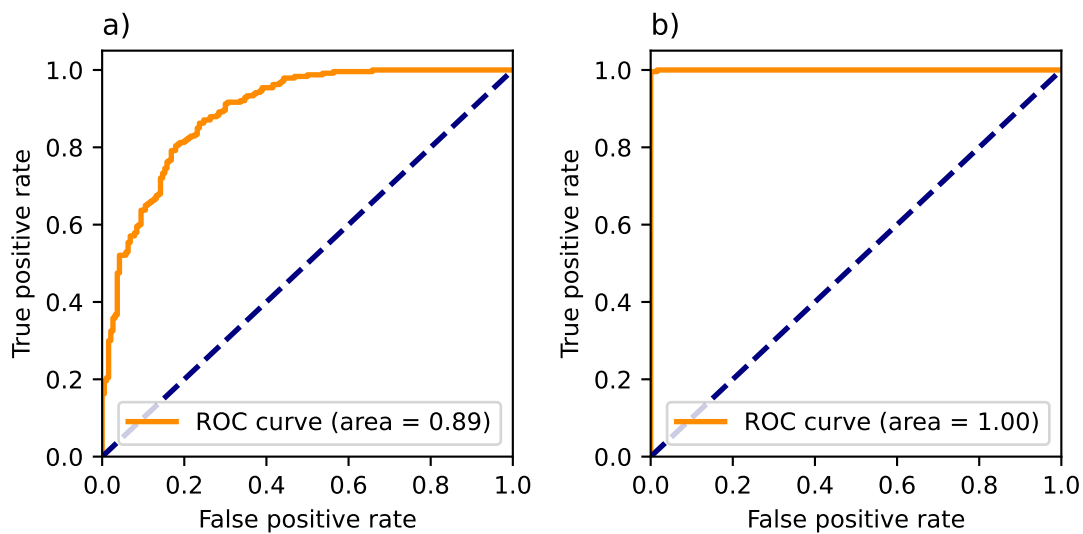 a)
1.0
0.8
0.6
0.4
0.2
0.0
True positive rate
ROC curve (area = 0.89)
0.0 0.2 0.4 0.6 0.8 1.0
False positive rate
b)
1.0
0.8
0.6
0.4
0.2
0.0
True positive rate
ROC curve (area = 1.00)
0.0 0.2 0.4 0.6 0.8 1.0
False positive rate